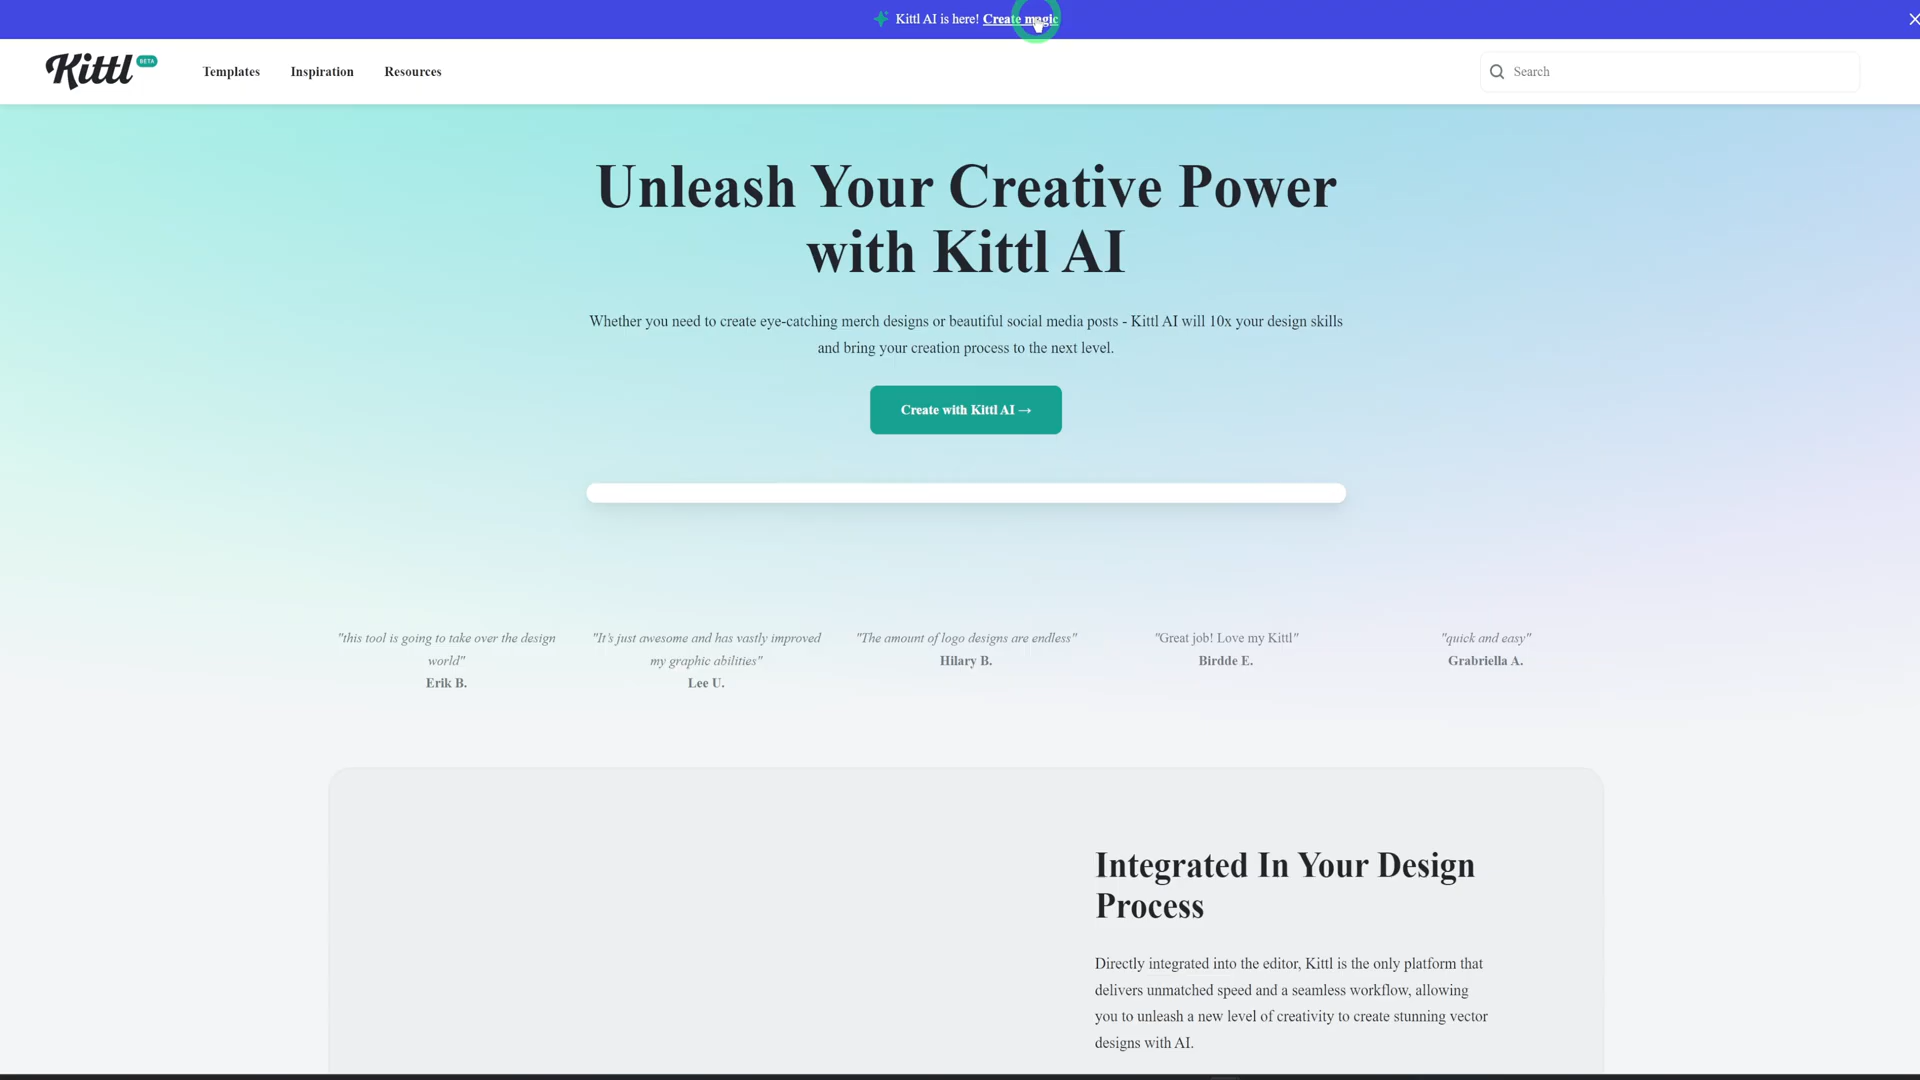 Kittl AI is here! Create magic
Kittl BETA
Templates
Inspiration
Resources
Search
Unleash Your Creative Power
with Kittl AI
Whether you need to create eye-catching merch designs or beautiful social media posts - Kittl AI will 10x your design skills
and bring your creation process to the next level.
Create with Kittl AI →
"this tool is going to take over the design
world"
Erik B.
"It's just awesome and has vastly improved
my graphic abilities"
Lee U.
"The amount of logo designs are endless"
Hilary B.
"Great job! Love my Kittl"
Birdde E.
"quick and easy"
Grabriella A.
Integrated In Your Design
Process
Directly integrated into the editor, Kittl is the only platform that
delivers unmatched speed and a seamless workflow, allowing
you to unleash a new level of creativity to create stunning vector
designs with AI.